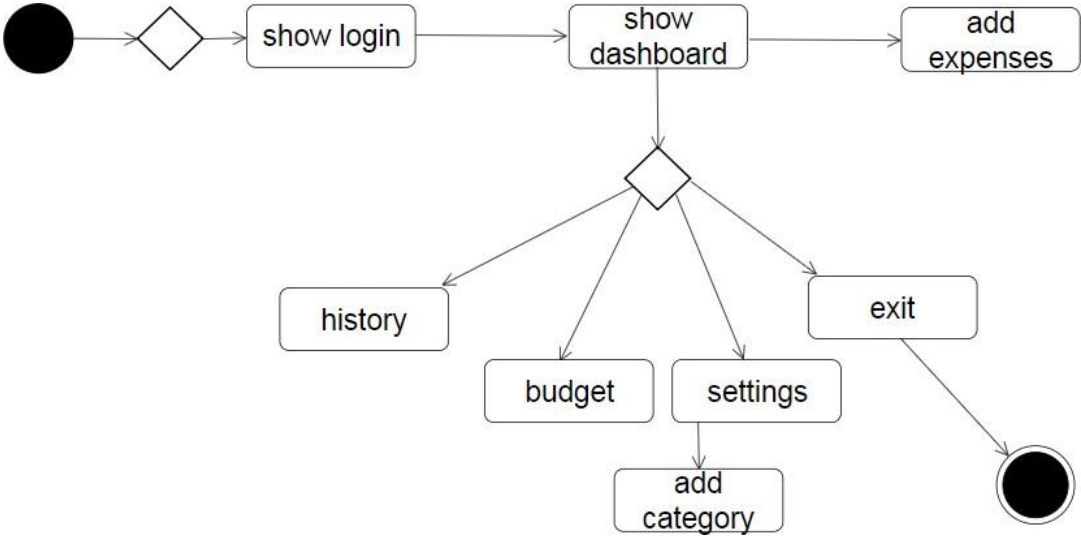 show login
show
dashboard
add
expenses
history
exit
budget
settings
add
category